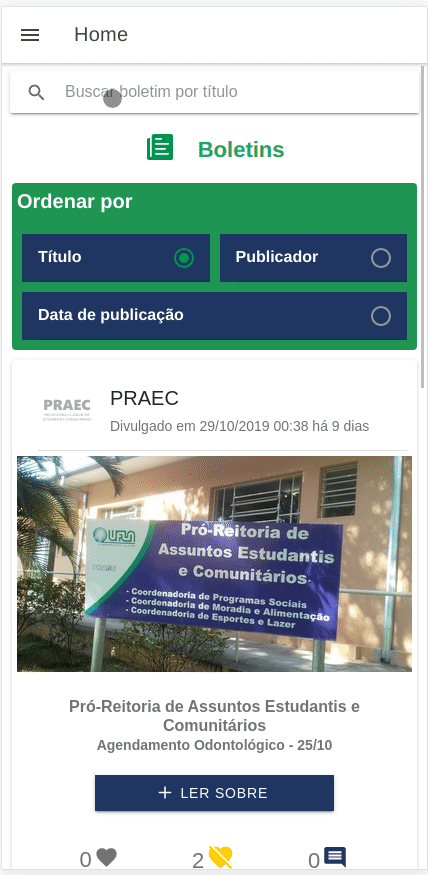 Home
Buscar boletim por título
Boletins
Ordenar por
Título
Publicador
Data de publicação
PRAEC
PRAEC
Divulgado em 29/10/2019 00:38 há 9 dias
UFLA
PRAEC
Pró-Reitoria de
Assuntos Estudantis
e Comunitários
- Coordenadoria de Programas Sociais
- Coordenadoria de Moradia e Alimentação
- Coordenadoria de Esportes e Lazer
Pró-Reitoria de Assuntos Estudantis e
Comunitários
Agendamento Odontológico - 25/10
LER SOBRE
0
2
0